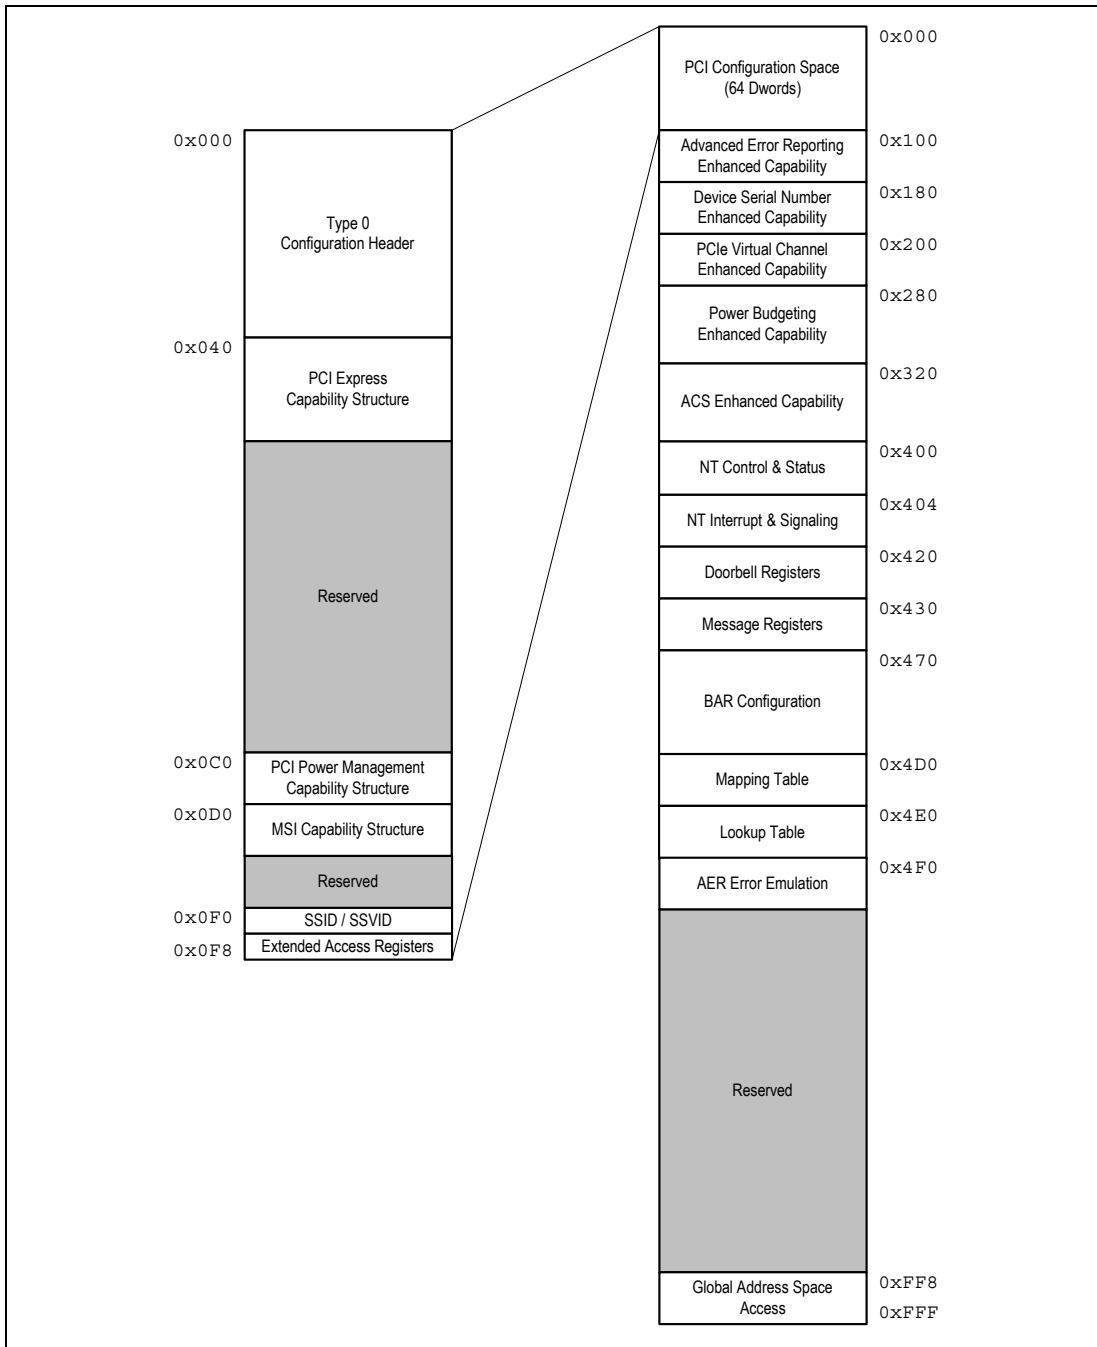 0x000
Type 0
Configuration Header
0x040
PCI Express
Capability Structure
Reserved
0x0C0
PCI Power Management
Capability Structure
0x0D0
MSI Capability Structure
Reserved
0x0F0
SSID / SSVID
0x0F8
Extended Access Registers
0x000
PCI Configuration Space
(64 Dwords)
0x100
Advanced Error Reporting
Enhanced Capability
0x180
Device Serial Number
Enhanced Capability
0x200
PCIe Virtual Channel
Enhanced Capability
0x280
Power Budgeting
Enhanced Capability
0x320
ACS Enhanced Capability
0x400
NT Control & Status
0x404
NT Interrupt & Signaling
0x420
Doorbell Registers
0x430
Message Registers
0x470
BAR Configuration
0x4D0
Mapping Table
0x4E0
Lookup Table
0x4F0
AER Error Emulation
Reserved
0xFF8
Global Address Space
Access
0xFFF